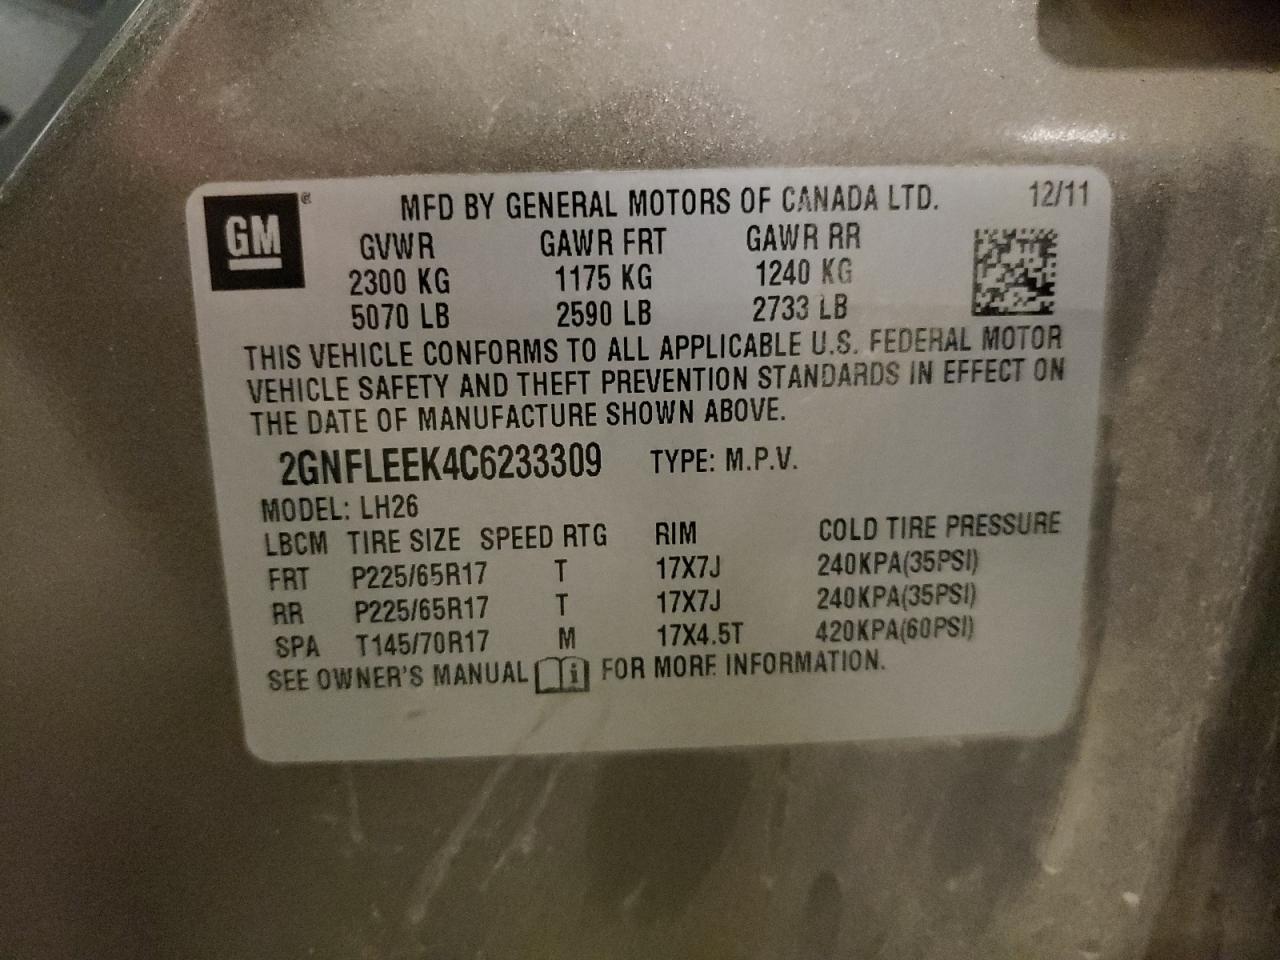 GM® MFD BY GENERAL MOTORS OF CANADA LTD. 12/11
GVWR GAWR FRT GAWR RR
2300 KG 1175 KG 1240 KG
5070 LB 2590 LB 2733 LB
THIS VEHICLE CONFORMS TO ALL APPLICABLE U.S. FEDERAL MOTOR
VEHICLE SAFETY AND THEFT PREVENTION STANDARDS IN EFFECT ON
THE DATE OF MANUFACTURE SHOWN ABOVE.
2GNFLEEK4C6233309 TYPE: M.P.V.
MODEL: LH26
LBCM TIRE SIZE SPEED RTG RIM COLD TIRE PRESSURE
FRT P225/65R17 T 17X7J 240KPA(35PSI)
RR P225/65R17 T 17X7J 240KPA(35PSI)
SPA T145/70R17 M 17X4.5T 420KPA(60PSI)
SEE OWNER'S MANUAL i FOR MORE INFORMATION.